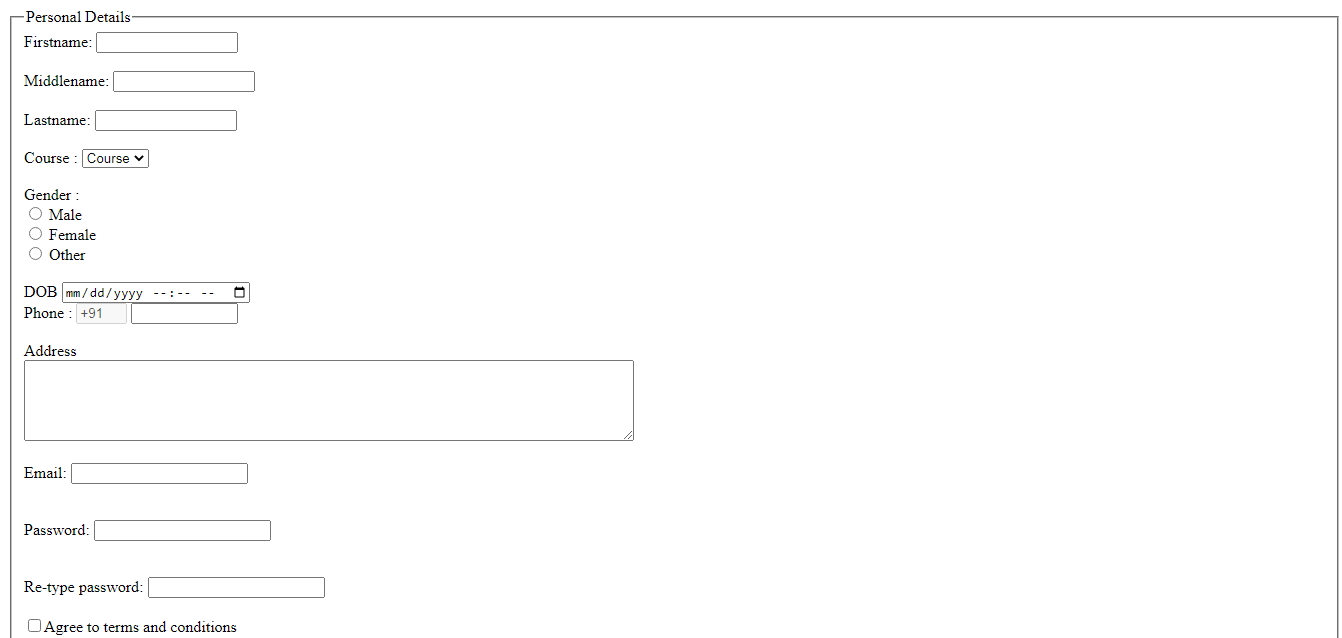 Personal Details
Firstname:
Middlename:
Lastname:
Course : Course
Gender :
Male
Female
Other
DOB mm/dd/yyyy --:-- --
Phone : +91
Address
Email:
Password:
Re-type password:
Agree to terms and conditions